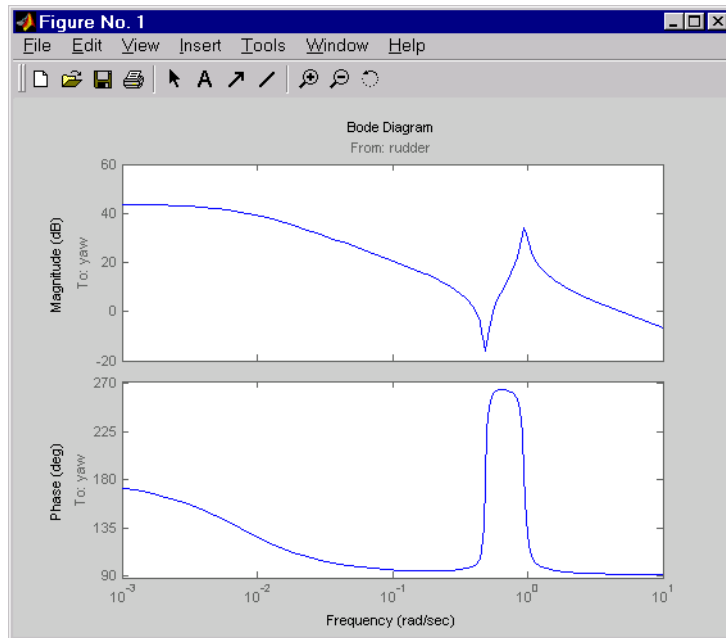 Figure No. 1
File Edit View Insert Tools Window Help
A
Bode Diagram
From: rudder
Magnitude (dB)
To: yaw
60
40
20
0
-20
Phase (deg)
To: yaw
270
225
180
135
90
10^-3 10^-2 10^-1 10^0 10^1
Frequency (rad/sec)